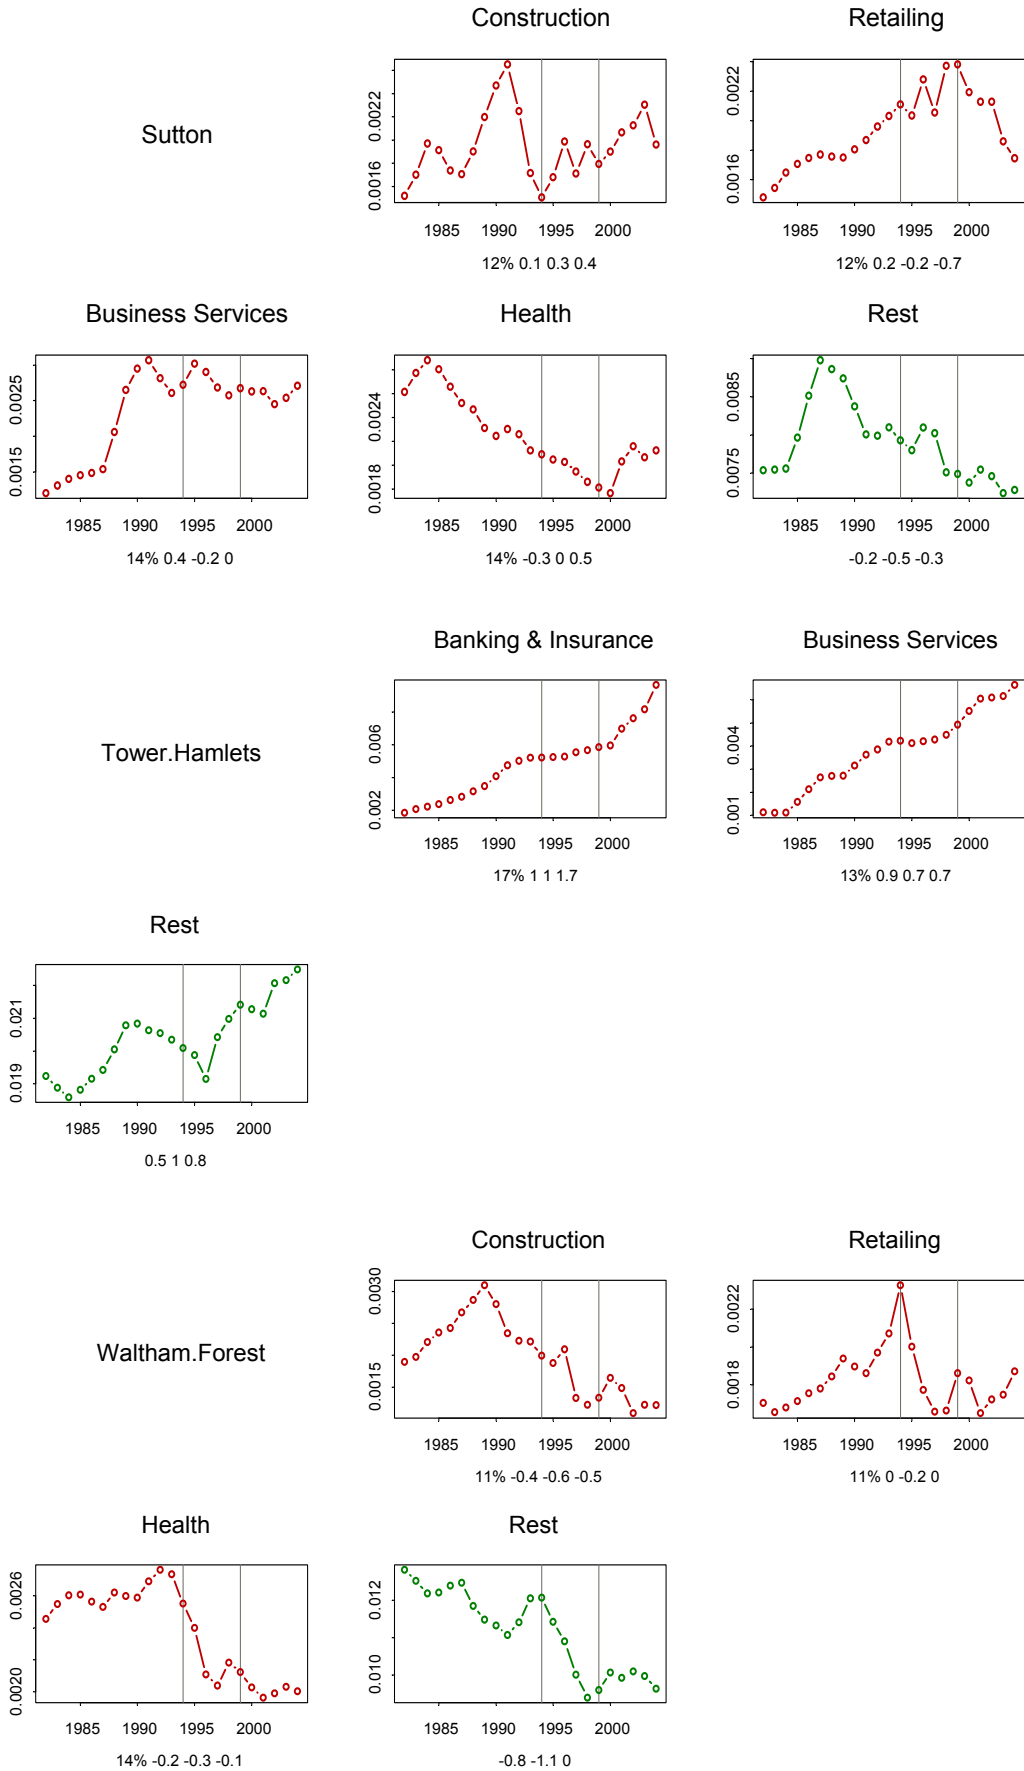 Construction
Retailing
Sutton
0.0016 0.0022
0.0016 0.0022
1985 1990 1995 2000
1985 1990 1995 2000
12% 0.1 0.3 0.4
12% 0.2 -0.2 -0.7
Business Services
Health
Rest
0.0015 0.0025
0.0018 0.0024
0.0075 0.0085
1985 1990 1995 2000
1985 1990 1995 2000
1985 1990 1995 2000
14% 0.4 -0.2 0
14% -0.3 0 0.5
-0.2 -0.5 -0.3
Banking & Insurance
Business Services
Tower.Hamlets
0.002 0.006
0.001 0.004
1985 1990 1995 2000
1985 1990 1995 2000
17% 1 1 1.7
13% 0.9 0.7 0.7
Rest
0.019 0.021
1985 1990 1995 2000
0.5 1 0.8
Construction
Retailing
Waltham.Forest
0.0015 0.0030
0.0018 0.0022
1985 1990 1995 2000
1985 1990 1995 2000
11% -0.4 -0.6 -0.5
11% 0 -0.2 0
Health
Rest
0.0020 0.0026
0.010 0.012
1985 1990 1995 2000
1985 1990 1995 2000
14% -0.2 -0.3 -0.1
-0.8 -1.1 0